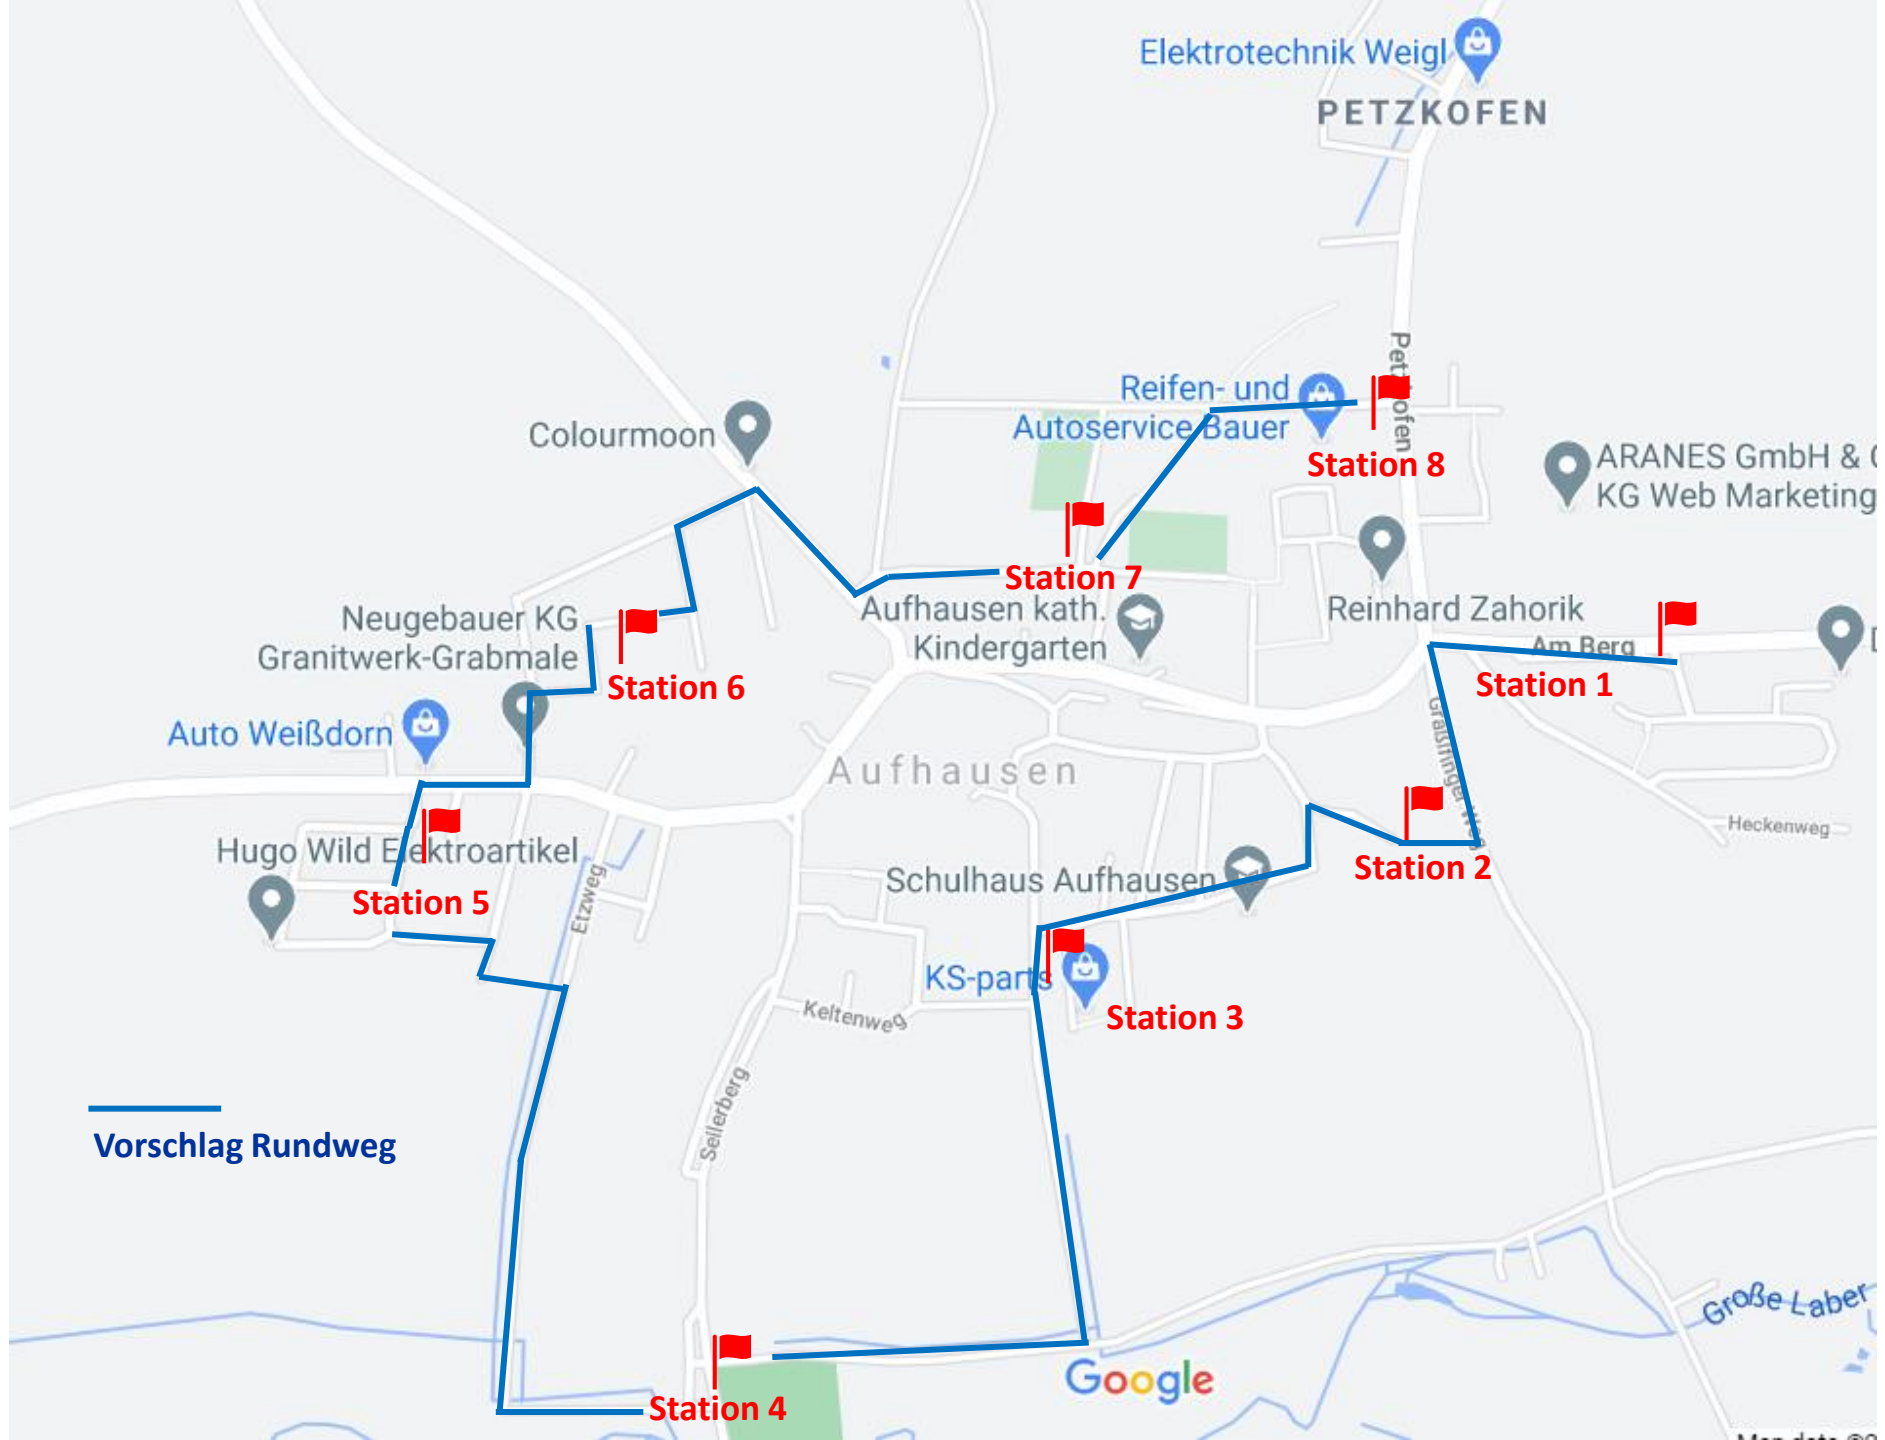 Elektrotechnik Weigl
PETZKOFEN
Petzkofen
Reifen- und
Autoservice Bauer
Station 8
Colourmoon
ARANES GmbH &
KG Web Marketing
Station 7
Aufhausen kath.
Kindergarten
Reinhard Zahorik
Am Berg
Station 1
Neugebauer KG
Granitwerk-Grabmale
Station 6
Auto Weißdorn
Aufhausen
Graßlfinger Weg
Heckenweg
Hugo Wild Elektroartikel
Station 5
Etzweg
Schulhaus Aufhausen
Station 2
KS-parts
Station 3
Keltenweg
Seilerberg
Vorschlag Rundweg
Große Laber
Google
Station 4